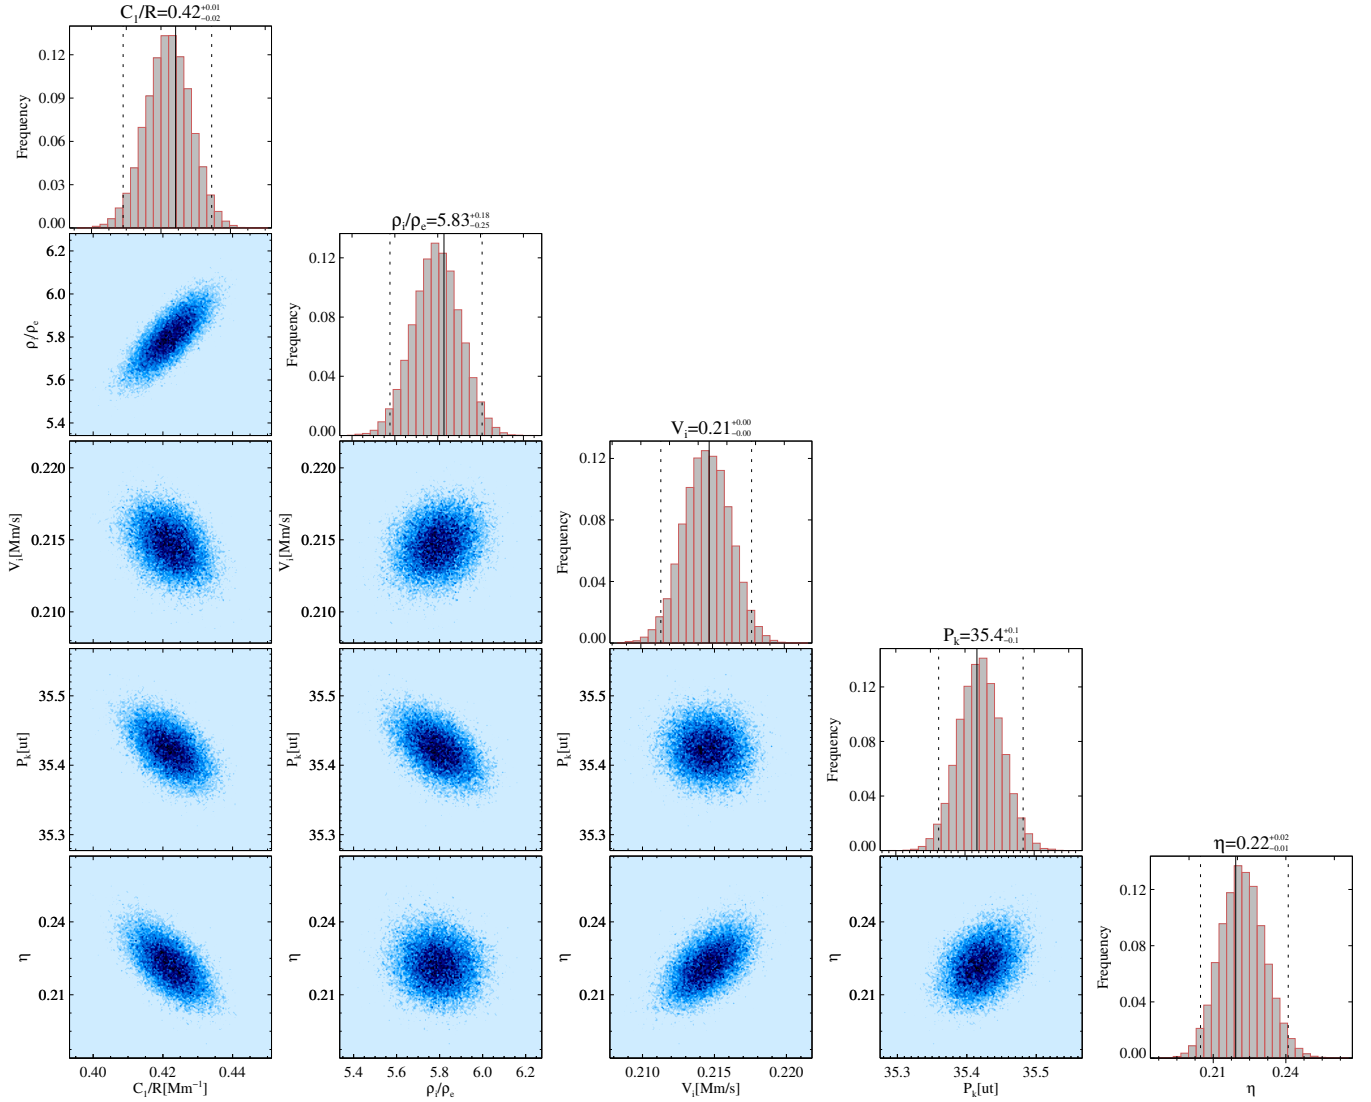 C₁/R=0.42+0.01−0.02
Frequency
0.12
0.09
0.06
0.03
0.00
ρᵢ/ρₑ=5.83+0.18−0.25
Frequency
0.12
0.08
0.04
0.00
ρᵢ/ρₑ
6.2
6.0
5.8
5.6
5.4
Vᵢ=0.21+0.00−0.00
Frequency
0.12
0.08
0.04
0.00
Vᵢ[Mm/s]
0.220
0.215
0.210
Vᵢ[Mm/s]
0.220
0.215
0.210
0.210 0.215 0.220
Pₖ=35.4+0.1−0.1
Frequency
0.12
0.08
0.04
0.00
Pₖ[ut]
35.5
35.4
35.3
Pₖ[ut]
35.5
35.4
35.3
Pₖ[ut]
35.5
35.4
35.3
η=0.22+0.02−0.01
Frequency
0.12
0.08
0.04
0.00
η
0.24
0.21
η
0.24
0.21
η
0.24
0.21
η
0.24
0.21
0.40 0.42 0.44
C₁/R[Mm⁻¹]
5.4 5.6 5.8 6.0 6.2
ρᵢ/ρₑ
0.210 0.215 0.220
Vᵢ[Mm/s]
35.3 35.4 35.5
Pₖ[ut]
0.21 0.24
η